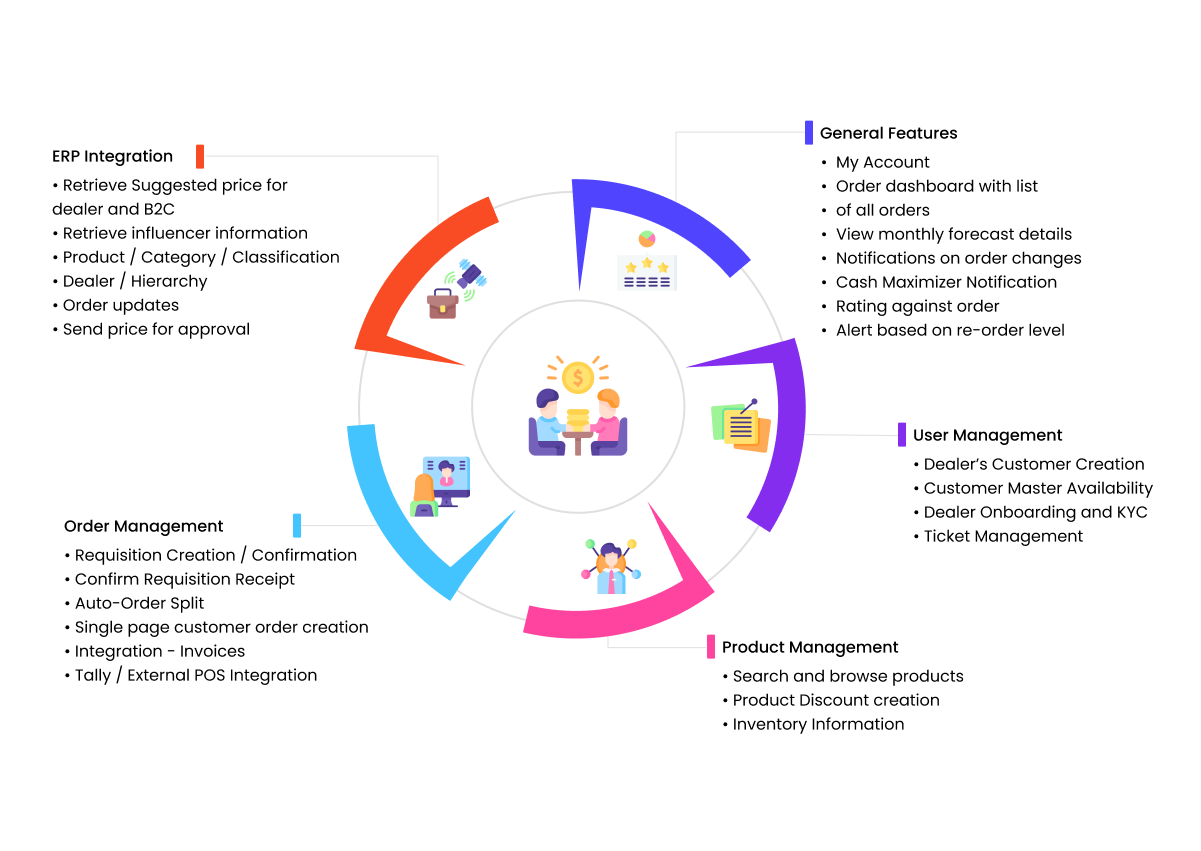 ERP Integration
• Retrieve Suggested price for
dealer and B2C
• Retrieve influencer information
• Product / Category / Classification
• Dealer / Hierarchy
• Order updates
• Send price for approval
General Features
• My Account
• Order dashboard with list
• of all orders
• View monthly forecast details
• Notifications on order changes
• Cash Maximizer Notification
• Rating against order
• Alert based on re-order level
User Management
• Dealer’s Customer Creation
• Customer Master Availability
• Dealer Onboarding and KYC
• Ticket Management
Order Management
• Requisition Creation / Confirmation
• Confirm Requisition Receipt
• Auto-Order Split
• Single page customer order creation
• Integration - Invoices
• Tally / External POS Integration
Product Management
• Search and browse products
• Product Discount creation
• Inventory Information
$